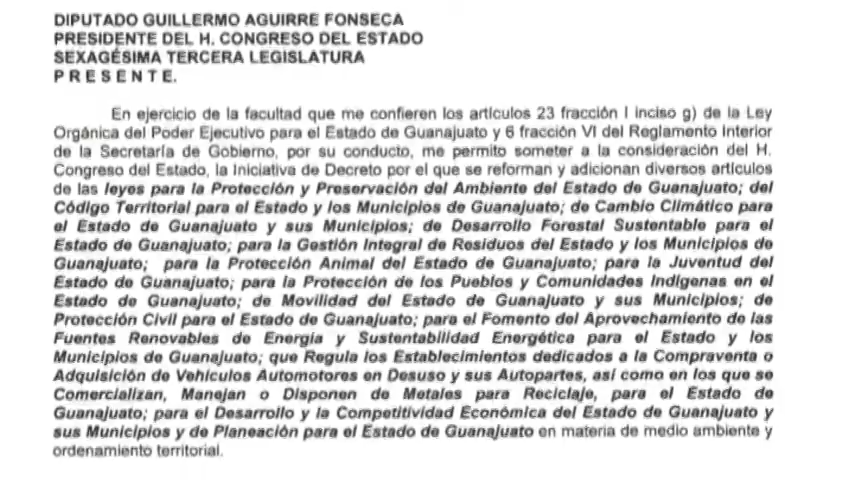 DIPUTADO GUILLERMO AGUIRRE FONSECA
PRESIDENTE DEL H. CONGRESO DEL ESTADO
SEXAGÉSIMA TERCERA LEGISLATURA
P R E S E N T E.
En ejercicio de la facultad que me confieren los artículos 23 fracción I inciso g) de la Ley
Orgánica del Poder Ejecutivo para el Estado de Guanajuato y 6 fracción VI del Reglamento Interior
de la Secretaría de Gobierno, por su conducto, me permito someter a la consideración del H.
Congreso del Estado, la Iniciativa de Decreto por el que se reforman y adicionan diversos artículos
de las leyes para la Protección y Preservación del Ambiente del Estado de Guanajuato; del
Código Territorial para el Estado y los Municipios de Guanajuato; de Cambio Climático para
el Estado de Guanajuato y sus Municipios; de Desarrollo Forestal Sustentable para el
Estado de Guanajuato; para la Gestión Integral de Residuos del Estado y los Municipios de
Guanajuato; para la Protección Animal del Estado de Guanajuato; para la Juventud del
Estado de Guanajuato; para la Protección de los Pueblos y Comunidades Indígenas en el
Estado de Guanajuato; de Movilidad del Estado de Guanajuato y sus Municipios; de
Protección Civil para el Estado de Guanajuato; para el Fomento del Aprovechamiento de las
Fuentes Renovables de Energía y Sustentabilidad Energética para el Estado y los
Municipios de Guanajuato; que Regula los Establecimientos dedicados a la Compraventa o
Adquisición de Vehículos Automotores en Desuso y sus Autopartes, así como en los que se
Comercializan, Manejan o Disponen de Metales para Reciclaje, para el Estado de
Guanajuato; para el Desarrollo y la Competitividad Económica del Estado de Guanajuato y
sus Municipios y de Planeación para el Estado de Guanajuato en materia de medio ambiente y
ordenamiento territorial.